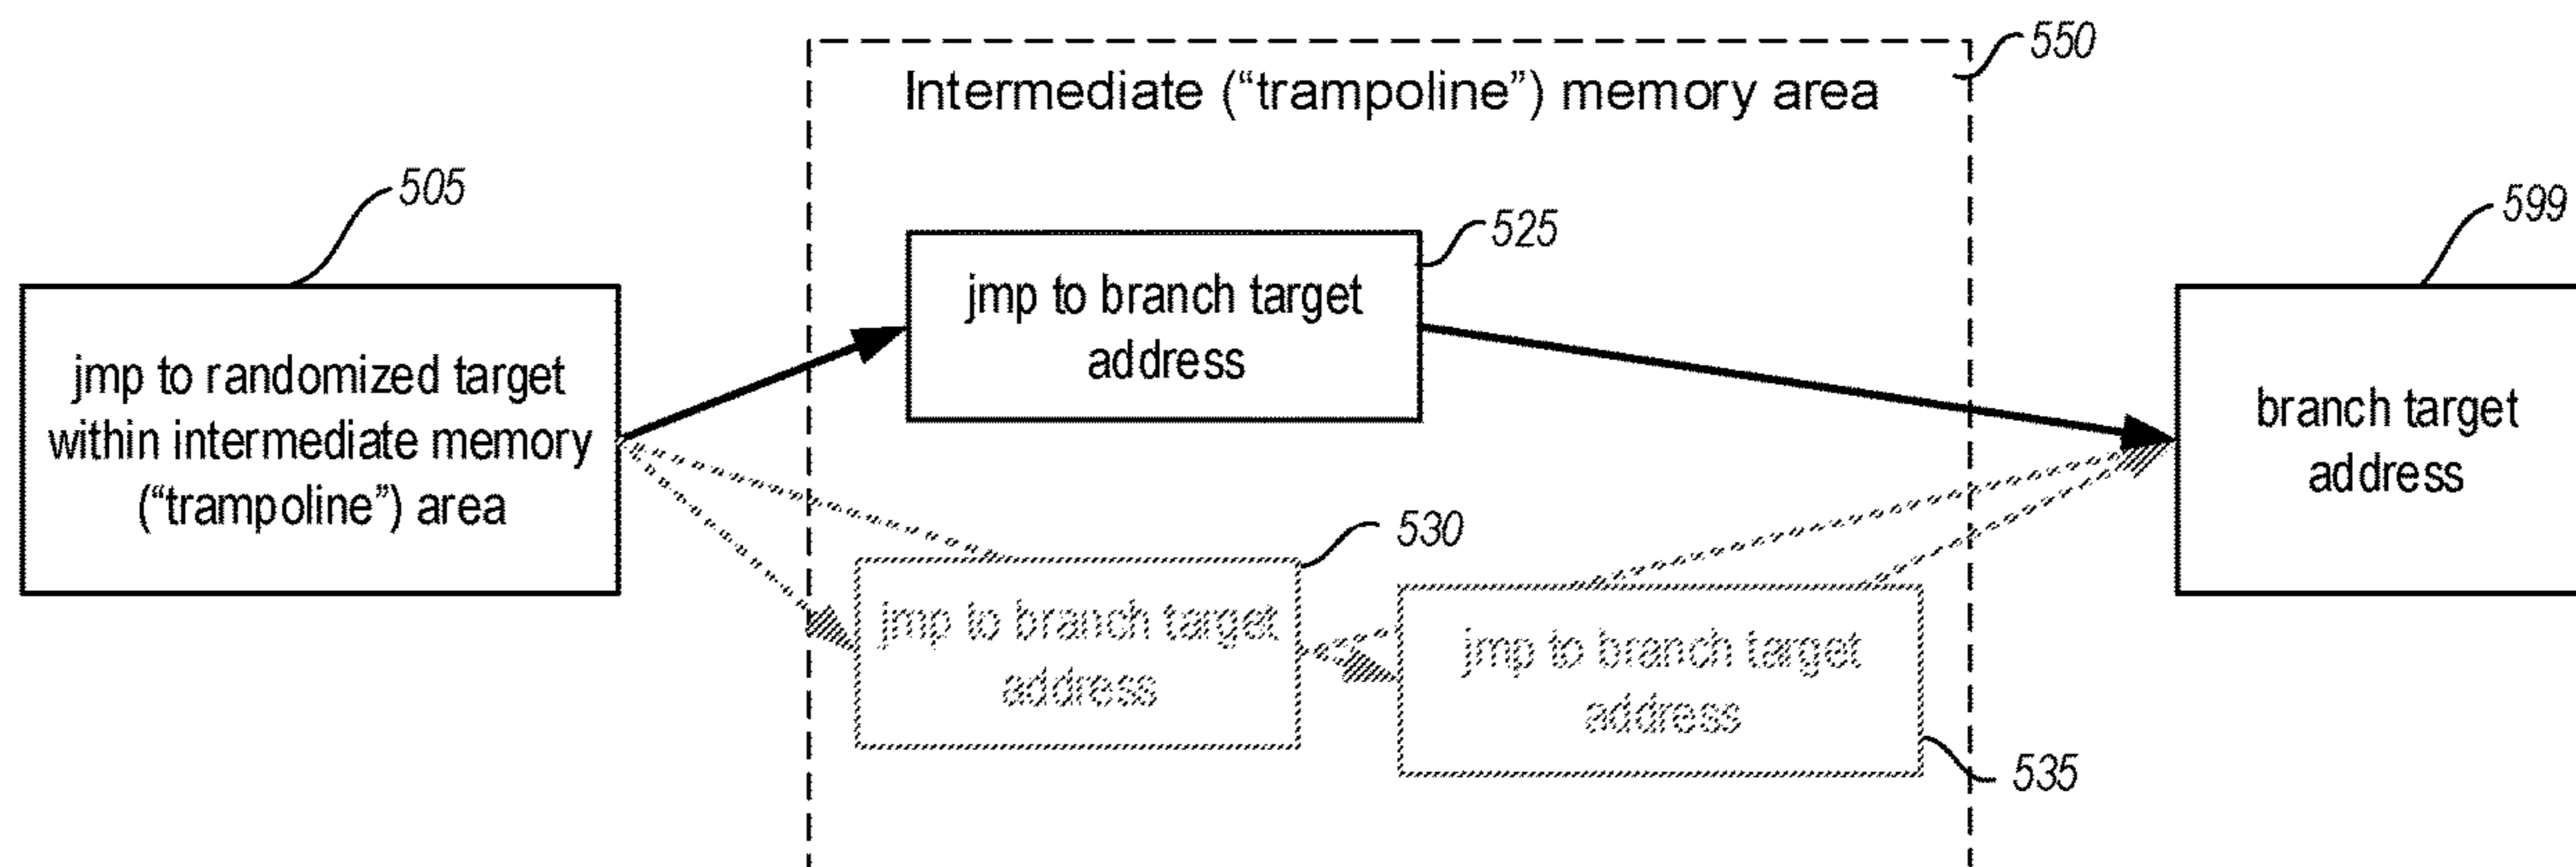 550
Intermediate (“trampoline”) memory area
505
525
599
jmp to randomized target
within intermediate memory
(“trampoline”) area
jmp to branch target
address
branch target
address
530
jmp to branch target
address
jmp to branch target
address
535